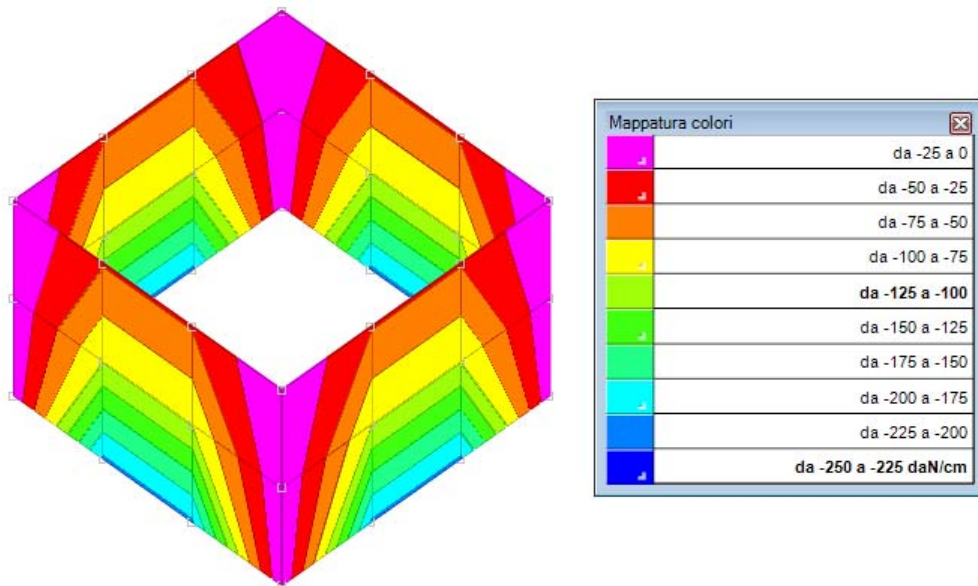 Mappatura colori
da -25 a 0
da -50 a -25
da -75 a -50
da -100 a -75
da -125 a -100
da -150 a -125
da -175 a -150
da -200 a -175
da -225 a -200
da -250 a -225 daN/cm